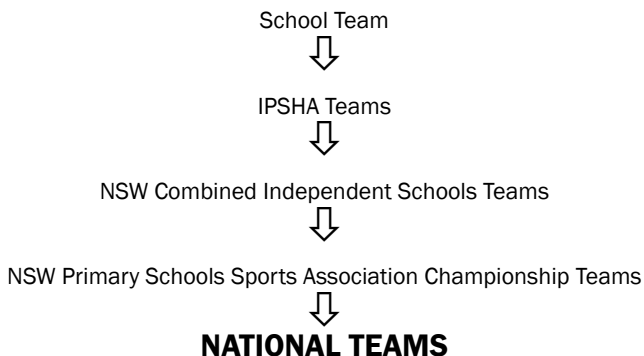 School Team
IPSHA Teams
NSW Combined Independent Schools Teams
NSW Primary Schools Sports Association Championship Teams
NATIONAL TEAMS